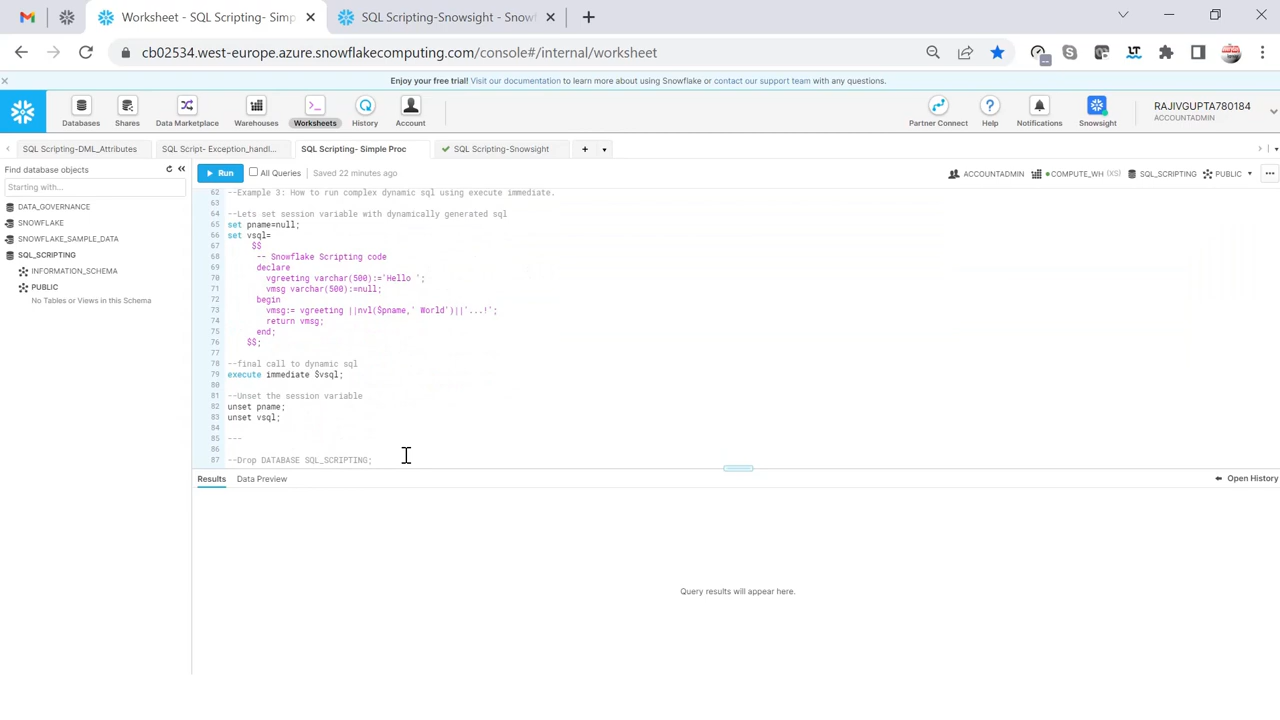 Worksheet - SQL Scripting- Simp
SQL Scripting-Snowsight - Snowf
cb02534.west-europe.azure.snowflakecomputing.com/console#/internal/worksheet
Enjoy your free trial! Visit our documentation to learn more about using Snowflake or contact our support team with any questions.
Databases
Shares
Data Marketplace
Warehouses
Worksheets
History
Account
Partner Connect
Help
Notifications
Snowsight
RAJIVGUPTA780184
ACCOUNTADMIN
SQL Scripting-DML_Attributes
SQL Script- Exception_handl...
SQL Scripting- Simple Proc
SQL Scripting-Snowsight
Find database objects
Starting with...
DATA_GOVERNANCE
SNOWFLAKE
SNOWFLAKE_SAMPLE_DATA
SQL_SCRIPTING
INFORMATION_SCHEMA
PUBLIC
No Tables or Views in this Schema
Run
All Queries
Saved 22 minutes ago
ACCOUNTADMIN
COMPUTE_WH (XS)
SQL_SCRIPTING
PUBLIC
62 --Example 3: How to run complex dynamic sql using execute immediate.
63
64 --Lets set session variable with dynamically generated sql
65 set pname=null;
66 set vsql=
67 $$
68 -- Snowflake Scripting code
69 declare
70 vgreeting varchar(500):='Hello ';
71 vmsg varchar(500):=null;
72 begin
73 vmsg:= vgreeting ||nvl($pname,' World')||'...!';
74 return vmsg;
75 end;
76 $$;
77
78 --final call to dynamic sql
79 execute immediate $vsql;
80
81 --Unset the session variable
82 unset pname;
83 unset vsql;
84
85 ---
86
87 --Drop DATABASE SQL_SCRIPTING;
Results
Data Preview
Open History
Query results will appear here.